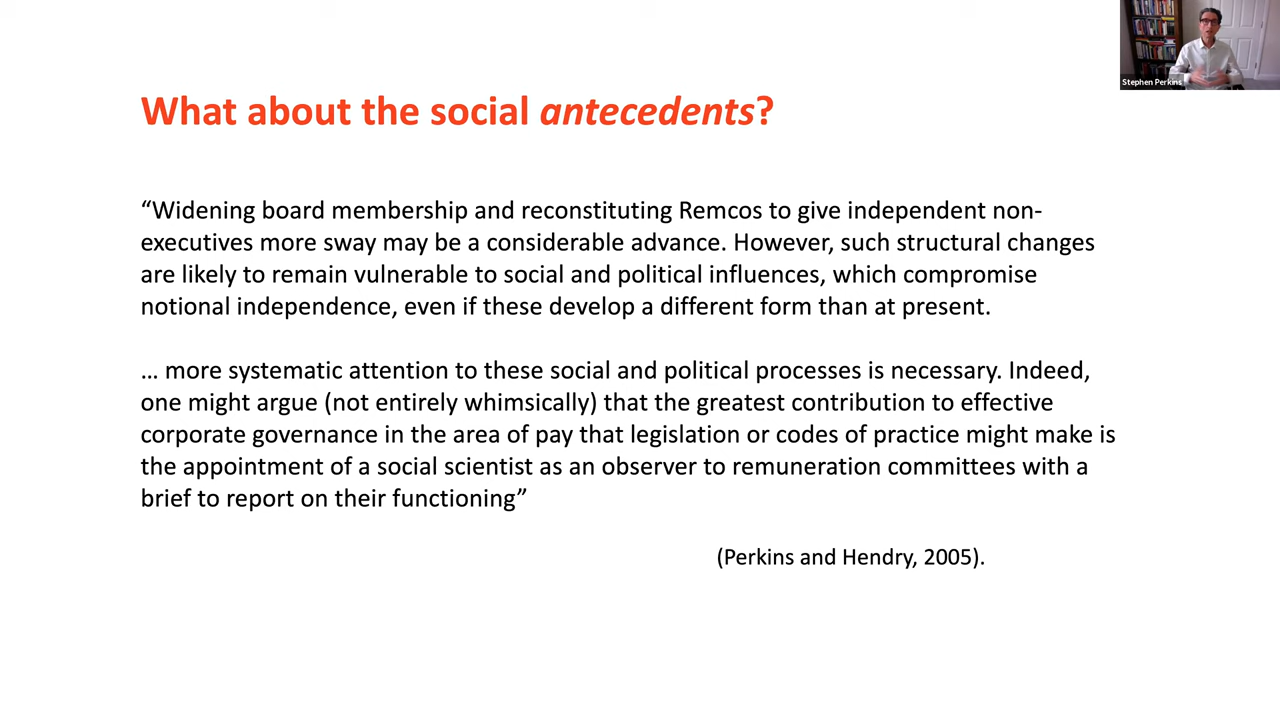 Stephen Perkins
What about the social antecedents?
“Widening board membership and reconstituting Remcos to give independent non-
executives more sway may be a considerable advance. However, such structural changes
are likely to remain vulnerable to social and political influences, which compromise
notional independence, even if these develop a different form than at present.
… more systematic attention to these social and political processes is necessary. Indeed,
one might argue (not entirely whimsically) that the greatest contribution to effective
corporate governance in the area of pay that legislation or codes of practice might make is
the appointment of a social scientist as an observer to remuneration committees with a
brief to report on their functioning”
(Perkins and Hendry, 2005).